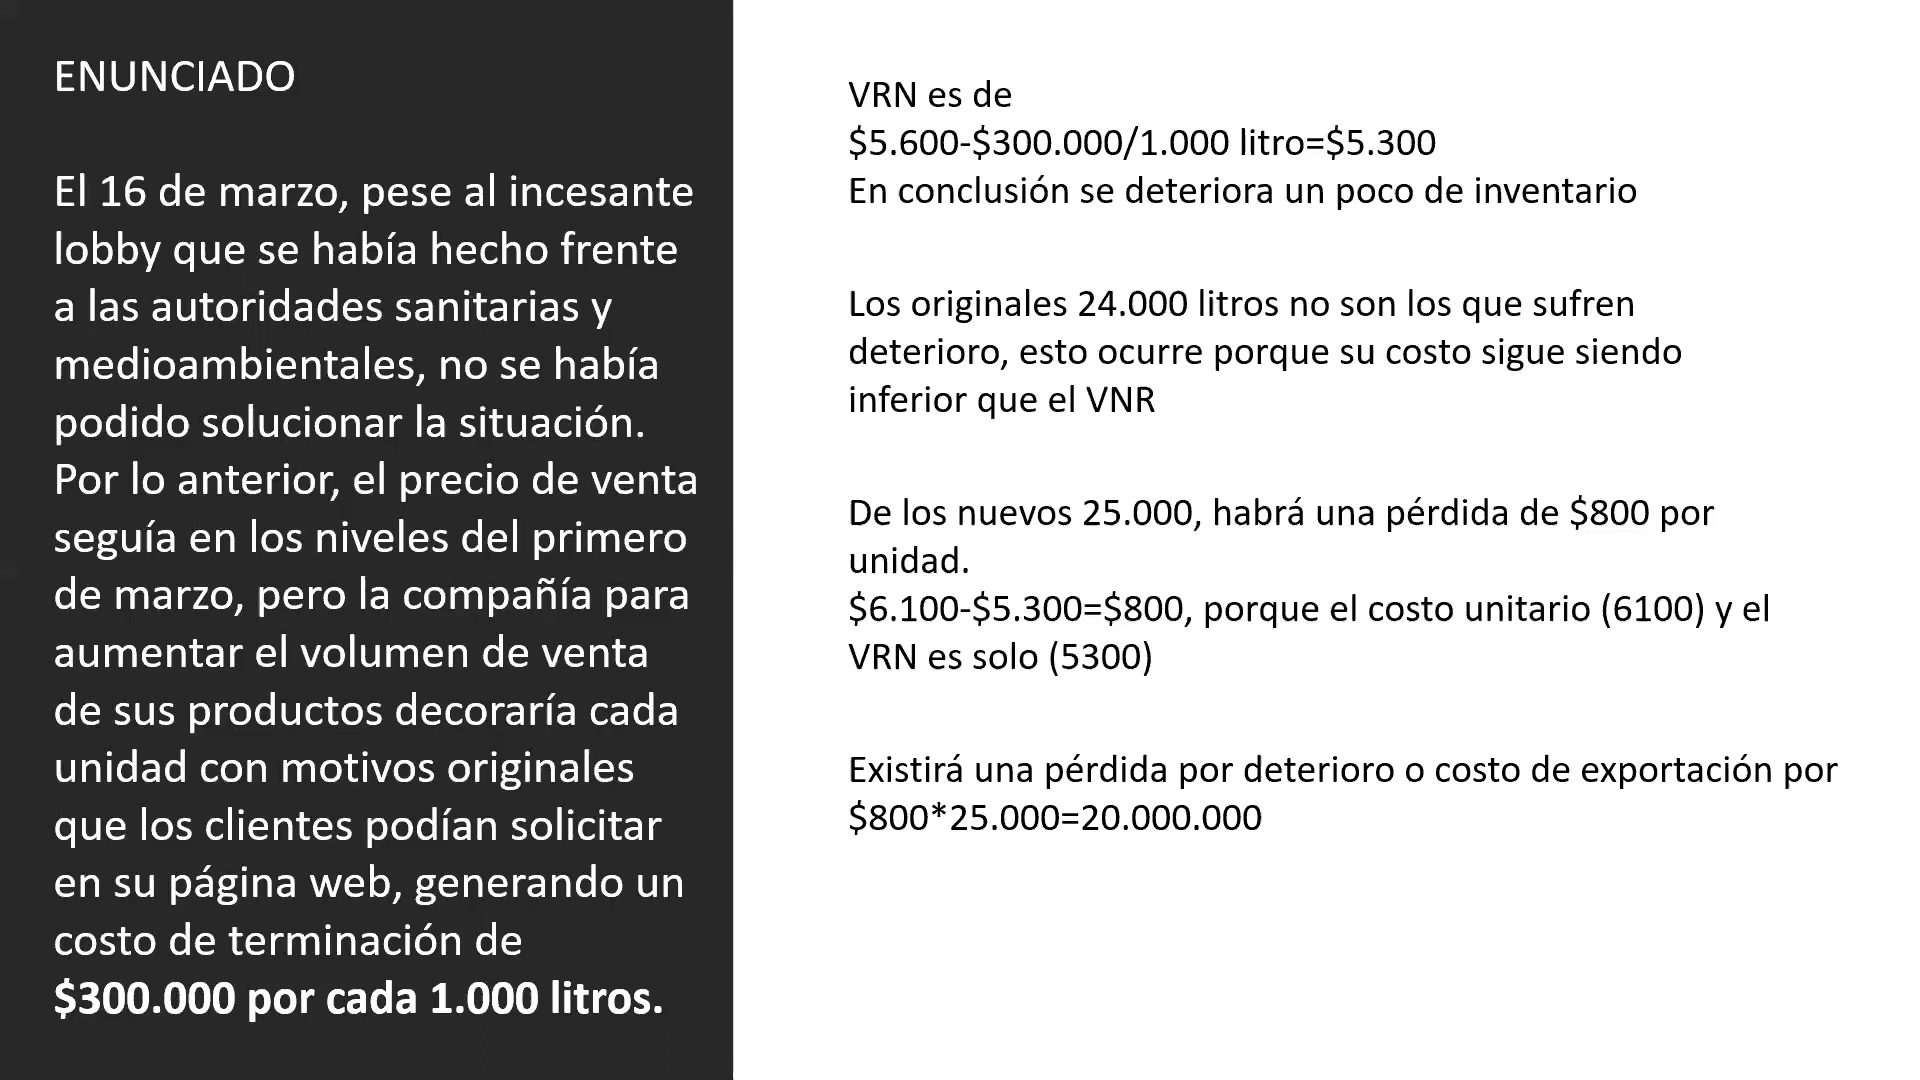 ENUNCIADO
El 16 de marzo, pese al incesante
lobby que se había hecho frente
a las autoridades sanitarias y
medioambientales, no se había
podido solucionar la situación.
Por lo anterior, el precio de venta
seguía en los niveles del primero
de marzo, pero la compañía para
aumentar el volumen de venta
de sus productos decoraría cada
unidad con motivos originales
que los clientes podían solicitar
en su página web, generando un
costo de terminación de
$300.000 por cada 1.000 litros.
VRN es de
$5.600-$300.000/1.000 litro=$5.300
En conclusión se deteriora un poco de inventario
Los originales 24.000 litros no son los que sufren
deterioro, esto ocurre porque su costo sigue siendo
inferior que el VNR
De los nuevos 25.000, habrá una pérdida de $800 por
unidad.
$6.100-$5.300=$800, porque el costo unitario (6100) y el
VRN es solo (5300)
Existirá una pérdida por deterioro o costo de exportación por
$800*25.000=20.000.000